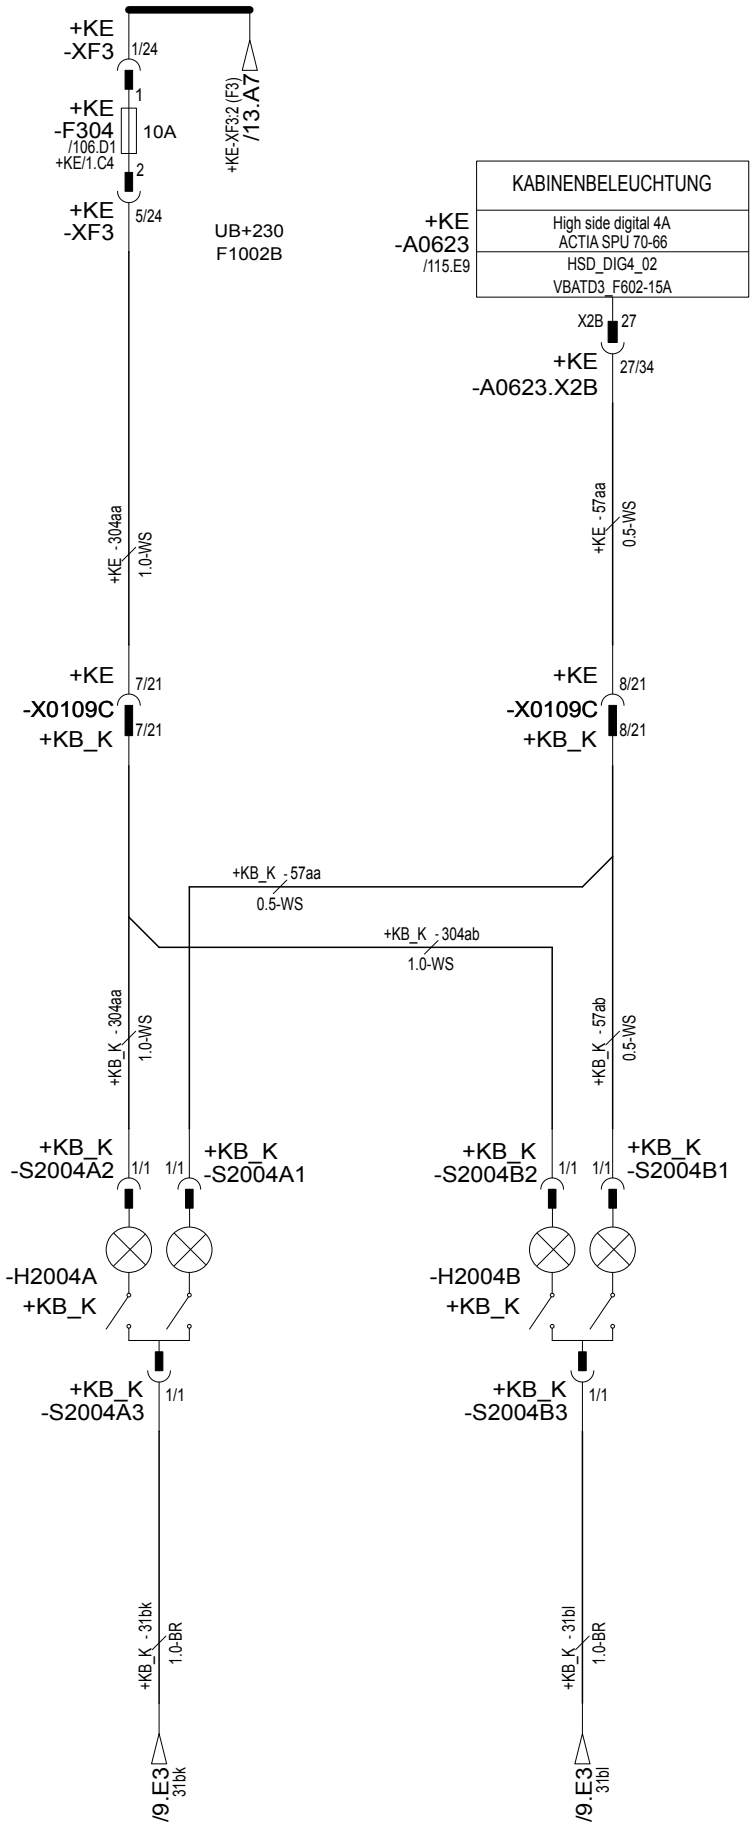 +KE
-XF3
1/24
1
+KE
-F304
10A
/106.D1
+KE/1.C4
2
+KE
-XF3
5/24
+KE-XF3:2 (F3)
/13.A7
UB+230
F1002B
KABINENBELEUCHTUNG
+KE
-A0623
/115.E9
High side digital 4A
ACTIA SPU 70-66
HSD_DIG4_02
VBATD3_F602-15A
X2B
27
+KE
27/34
-A0623.X2B
+KE - 304aa
1.0-WS
+KE - 57aa
0.5-WS
+KE
7/21
-X0109C
7/21
+KB_K
+KE
8/21
-X0109C
8/21
+KB_K
+KB_K - 57aa
0.5-WS
+KB_K - 304ab
1.0-WS
+KB_K - 304aa
1.0-WS
+KB_K - 57ab
0.5-WS
+KB_K
-S2004A2
1/1
1/1
+KB_K
-S2004A1
+KB_K
-S2004B2
1/1
1/1
+KB_K
-S2004B1
-H2004A
+KB_K
-H2004B
+KB_K
+KB_K
-S2004A3
1/1
+KB_K
-S2004B3
1/1
+KB_K - 31bk
1.0-BR
+KB_K - 31bl
1.0-BR
/9.E3
31bk
/9.E3
31bl